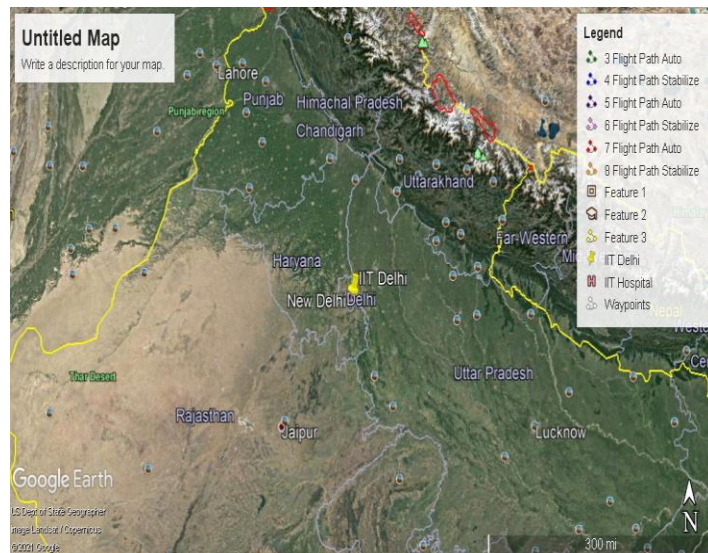 Untitled Map
Write a description for your map.
Legend
3 Flight Path Auto
4 Flight Path Stabilize
5 Flight Path Auto
6 Flight Path Stabilize
7 Flight Path Auto
8 Flight Path Stabilize
Feature 1
Feature 2
Feature 3
IIT Delhi
IIT Hospital
Waypoints
Lahore
Punjab
Himachal Pradesh
Punjab region
Chandigarh
Uttarakhand
Far-Western
Haryana
IIT Delhi
New Delhi
Delhi
Nepal
Thar Desert
Uttar Pradesh
Rajasthan
Jaipur
Lucknow
Google Earth
US Dept of State Geographer
Image Landsat / Copernicus
©2021 Google
N
300 mi